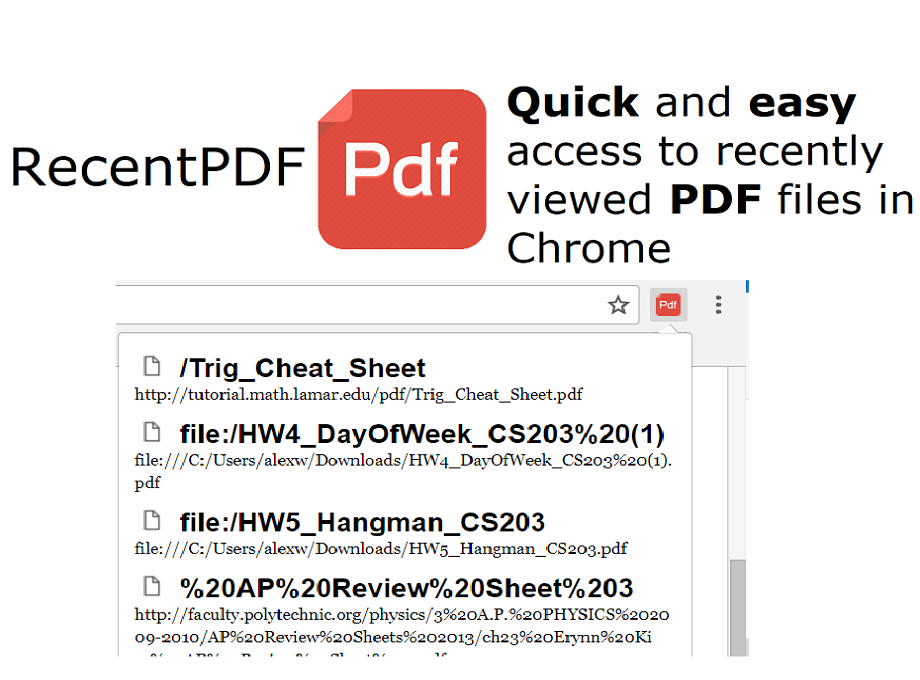 RecentPDF
Pdf
Quick and easy
access to recently
viewed PDF files in
Chrome
Pdf
/Trig_Cheat_Sheet
http://tutorial.math.lamar.edu/pdf/Trig_Cheat_Sheet.pdf
file:/HW4_DayOfWeek_CS203%20(1)
file:///C:/Users/alexw/Downloads/HW4_DayOfWeek_CS203%20(1).
pdf
file:/HW5_Hangman_CS203
file:///C:/Users/alexw/Downloads/HW5_Hangman_CS203.pdf
%20AP%20Review%20Sheet%203
http://faculty.polytechnic.org/physics/3%20A.P.%20PHYSICS%2020
09-2010/AP%20Review%20Sheets%202013/ch23%20Erynn%20Ki